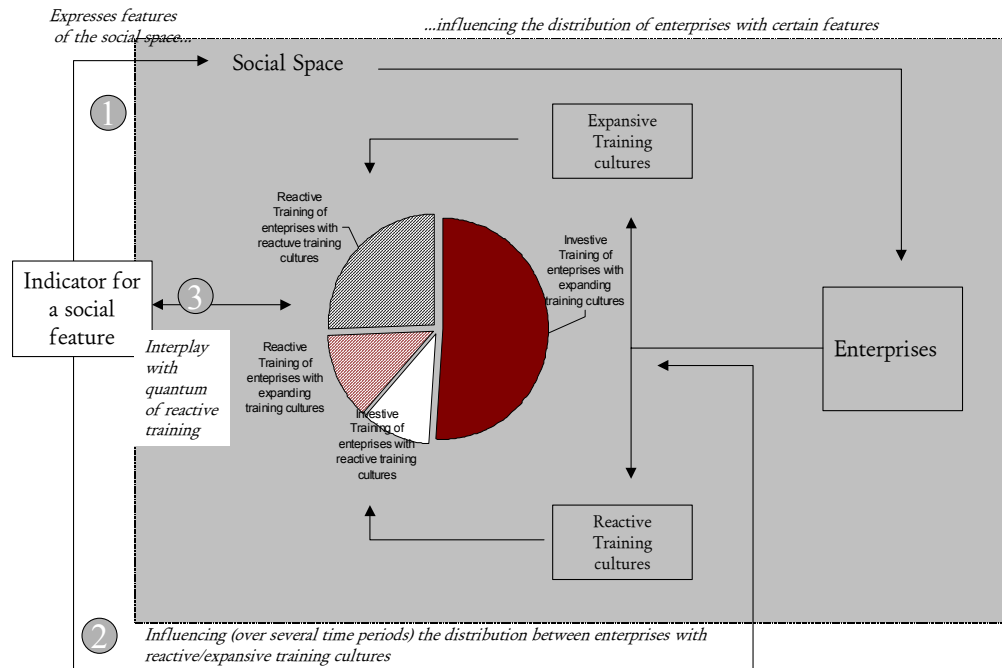 Expresses features
of the social space...
...influencing the distribution of enterprises with certain features
Social Space
1
Expansive
Training
cultures
Reactive
Training of
enteprises with
reactuve training
cultures
Investive
Training of
enteprises with
expanding
training cultures
Indicator for
a social
feature
3
Enterprises
Interplay
with
quantum
of reactive
training
Reactive
Training of
enteprises with
expanding
training cultures
Investive
Training of
enteprises with
reactive training
cultures
Reactive
Training
cultures
2
Influencing (over several time periods) the distribution between enterprises with
reactive/expansive training cultures